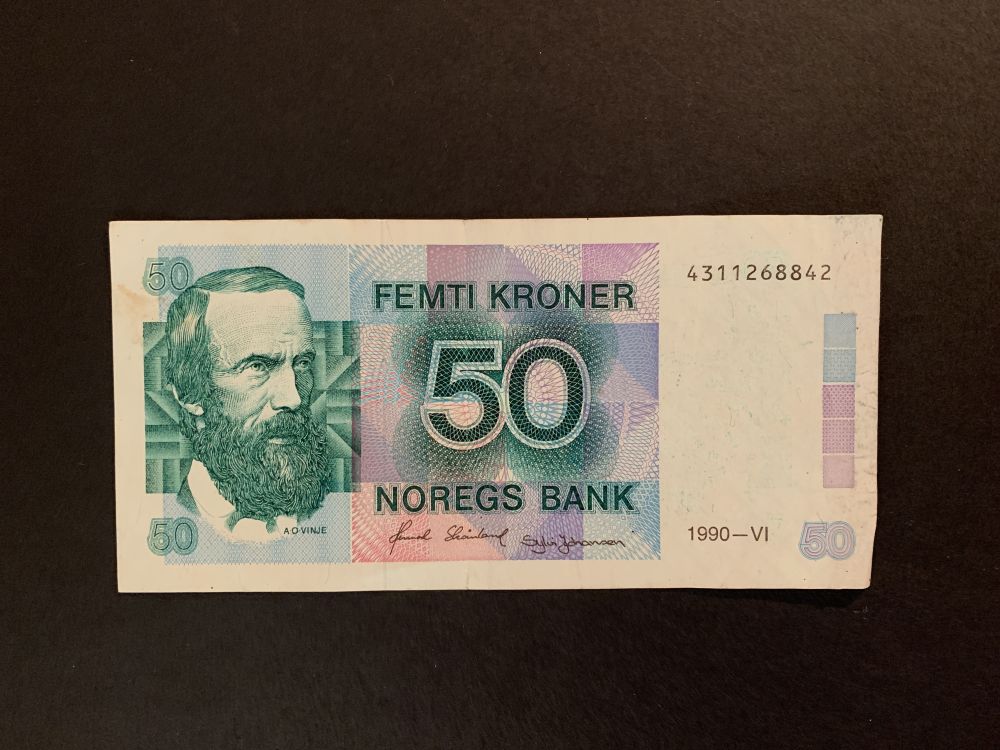 50
FEMTI KRONER
4311268842
50
NOREGS BANK
50
A·O·VINJE
1990–VI
50